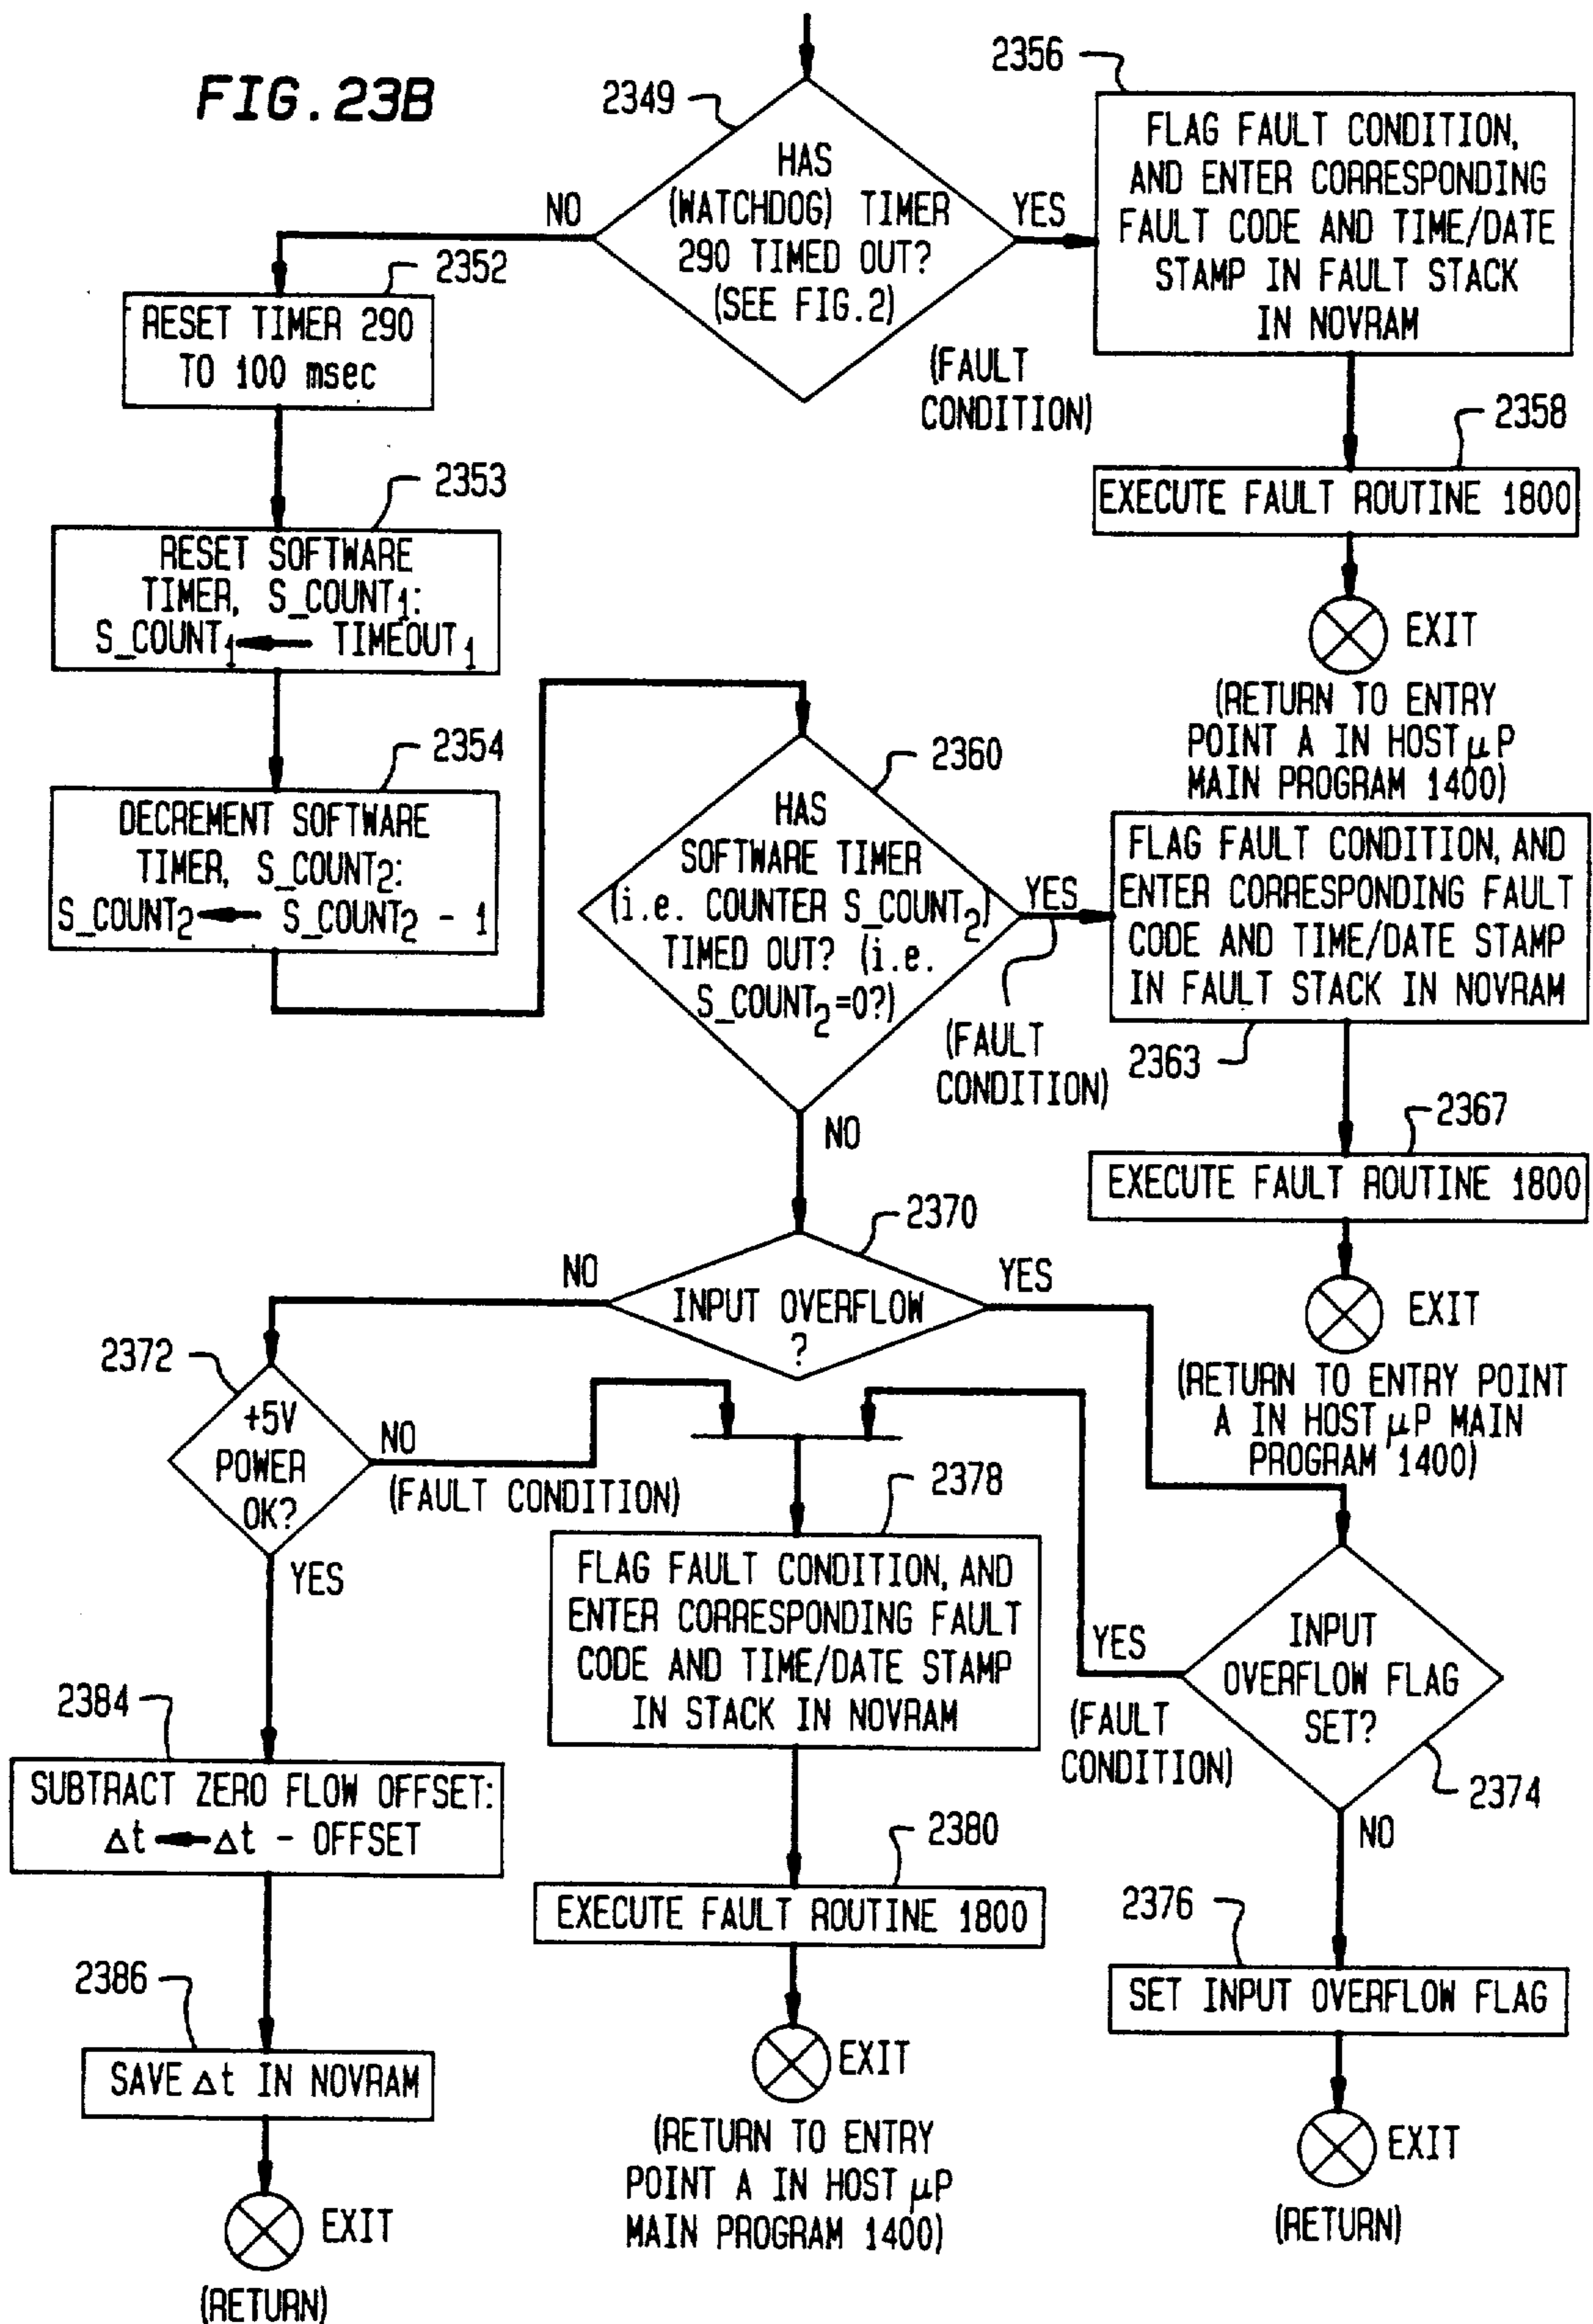 FIG.23B
2349
HAS
(WATCHDOG) TIMER
290 TIMED OUT?
(SEE FIG.2)
NO
YES
(FAULT
CONDITION)
2356
FLAG FAULT CONDITION,
AND ENTER CORRESPONDING
FAULT CODE AND TIME/DATE
STAMP IN FAULT STACK
IN NOVRAM
2358
EXECUTE FAULT ROUTINE 1800
EXIT
(RETURN TO ENTRY
POINT A IN HOST μP
MAIN PROGRAM 1400)
2352
RESET TIMER 290
TO 100 msec
2353
RESET SOFTWARE
TIMER, S_COUNT1:
S_COUNT1 ← TIMEOUT1
2354
DECREMENT SOFTWARE
TIMER, S_COUNT2:
S_COUNT2 ← S_COUNT2 - 1
2360
HAS
SOFTWARE TIMER
(i.e. COUNTER S_COUNT2)
TIMED OUT? (i.e.
S_COUNT2=0?)
YES
(FAULT
CONDITION)
NO
FLAG FAULT CONDITION, AND
ENTER CORRESPONDING FAULT
CODE AND TIME/DATE STAMP
IN FAULT STACK IN NOVRAM
2363
2367
EXECUTE FAULT ROUTINE 1800
EXIT
(RETURN TO ENTRY POINT
A IN HOST μP MAIN
PROGRAM 1400)
2370
INPUT OVERFLOW
?
NO
YES
2372
+5V
POWER
OK?
NO
(FAULT CONDITION)
YES
2378
FLAG FAULT CONDITION, AND
ENTER CORRESPONDING FAULT
CODE AND TIME/DATE STAMP
IN STACK IN NOVRAM
2380
EXECUTE FAULT ROUTINE 1800
EXIT
(RETURN TO ENTRY
POINT A IN HOST μP
MAIN PROGRAM 1400)
INPUT
OVERFLOW FLAG
SET?
2374
YES
(FAULT
CONDITION)
NO
2376
SET INPUT OVERFLOW FLAG
EXIT
(RETURN)
2384
SUBTRACT ZERO FLOW OFFSET:
Δt ← Δt - OFFSET
2386
SAVE Δt IN NOVRAM
EXIT
(RETURN)